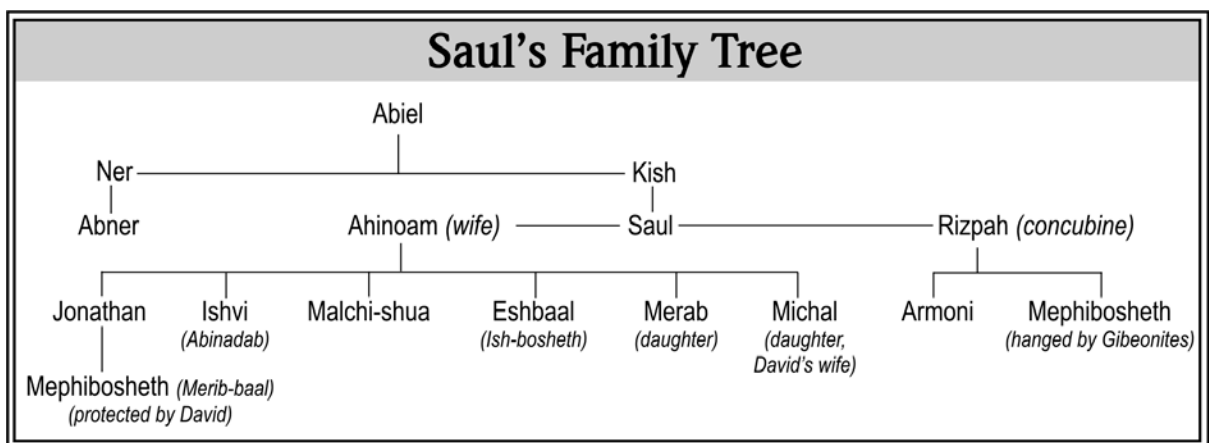 Saul's Family Tree
Abiel
Ner Kish
Abner Ahinoam (wife) Saul Rizpah (concubine)
Jonathan Ishvi Malchi-shua Eshbaal Merab Michal Armoni Mephibosheth
(Abinadab) (Ish-bosheth) (daughter) (daughter, (hanged by Gibeonites)
David's wife)
Mephibosheth (Merib-baal)
(protected by David)